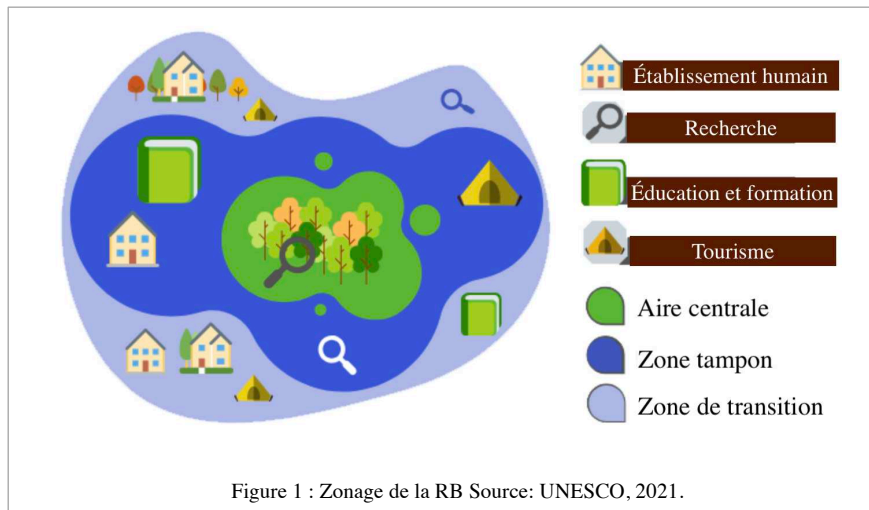 Établissement humain
Recherche
Éducation et formation
Tourisme
Aire centrale
Zone tampon
Zone de transition
Figure 1 : Zonage de la RB Source: UNESCO, 2021.